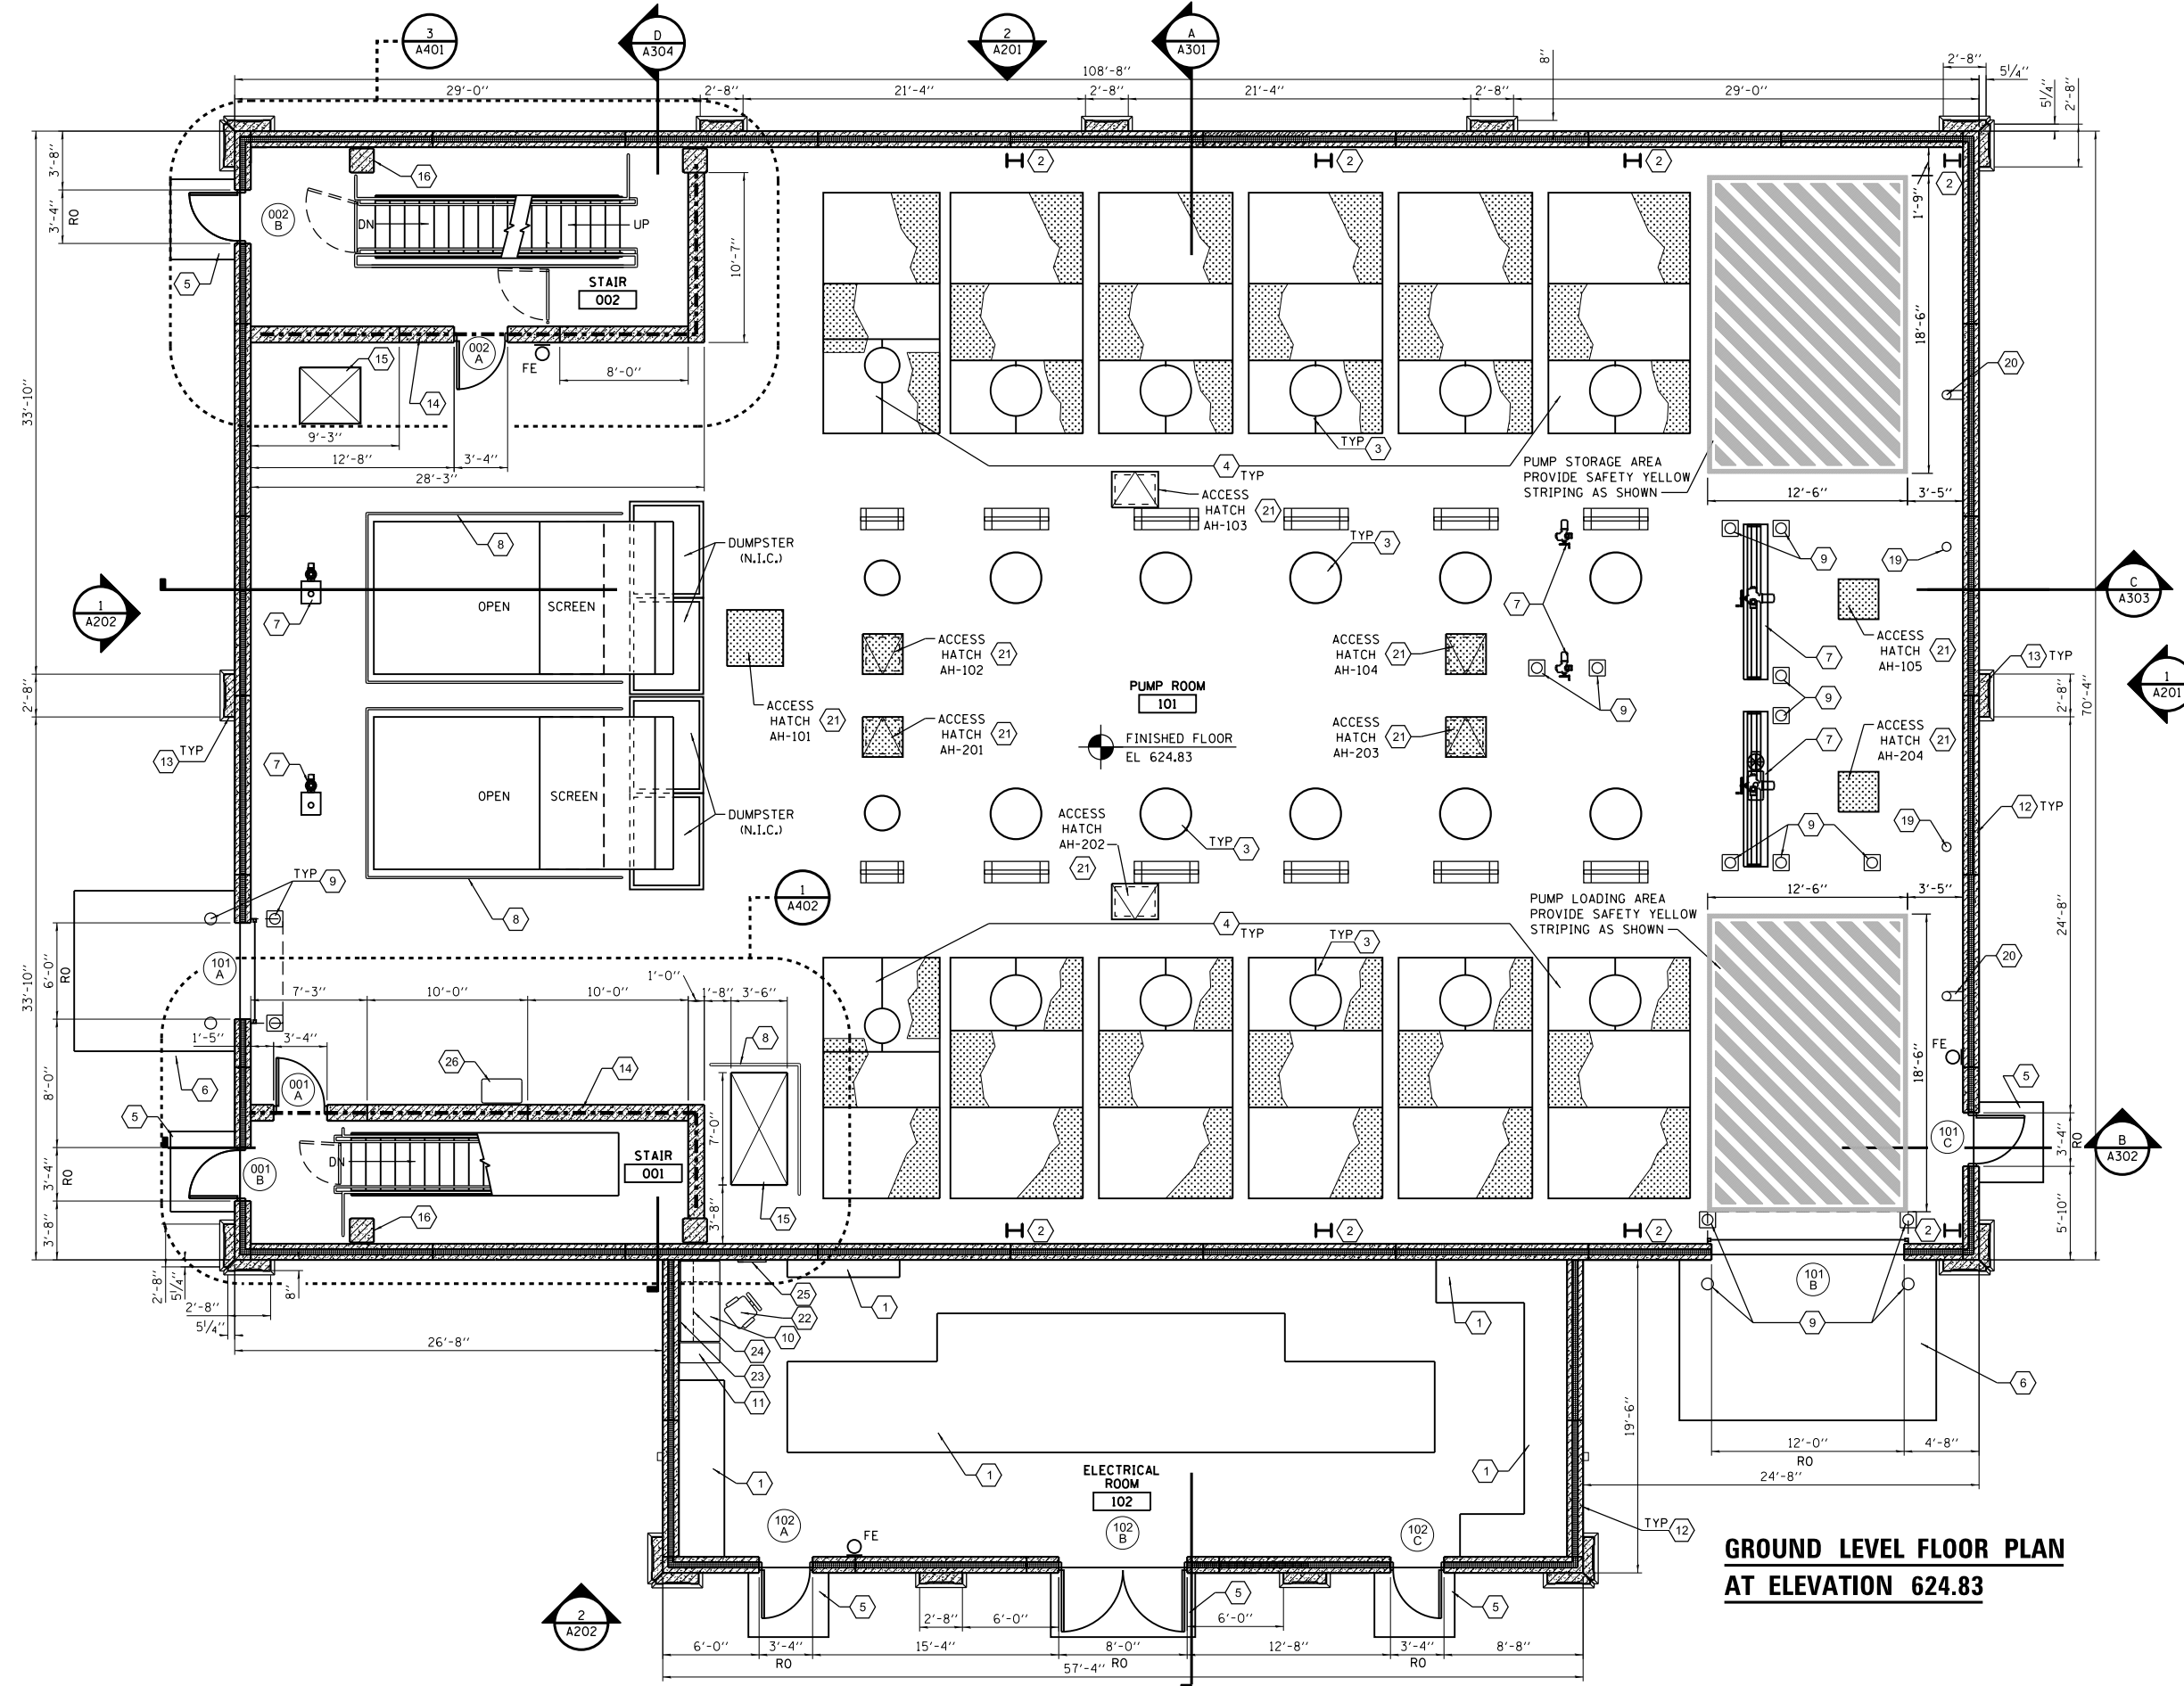 3
A401
D
A304
2
A201
A
A301
108'-8"
29'-0"
2'-8"
21'-4"
2'-8"
21'-4"
2'-8"
29'-0"
8"
2'-8"
5 1/4"
5 1/4"
2'-8"
3'-8"
3'-4"
RO
33'-10"
002
B
5
16
DN
UP
STAIR
002
10'-7"
15
14
002
A
FE
8'-0"
9'-3"
12'-8"
3'-4"
28'-3"
2
2
2
2
1'-9"
18'-6"
20
TYP
3
4
TYP
PUMP STORAGE AREA
PROVIDE SAFETY YELLOW
STRIPING AS SHOWN
12'-6"
3'-5"
ACCESS
HATCH
AH-103
21
8
DUMPSTER
(N.I.C.)
OPEN
SCREEN
TYP
3
9
19
1
A202
7
7
C
A303
ACCESS
HATCH
AH-102
21
ACCESS
HATCH
AH-104
21
ACCESS
HATCH
AH-105
21
7
13
TYP
1
A201
2'-8"
PUMP ROOM
101
9
9
2'-8"
70'-4"
ACCESS
HATCH
AH-101
21
ACCESS
HATCH
AH-201
21
FINISHED FLOOR
EL 624.83
ACCESS
HATCH
AH-203
21
7
ACCESS
HATCH
AH-204
21
13
TYP
7
OPEN
SCREEN
DUMPSTER
(N.I.C.)
ACCESS
HATCH
AH-202
21
TYP
3
9
19
12
TYP
1
A402
TYP
9
8
4
TYP
PUMP LOADING AREA
PROVIDE SAFETY YELLOW
STRIPING AS SHOWN
12'-6"
3'-5"
24'-8"
TYP
3
20
33'-10"
6'-0"
RO
101
A
7'-3"
10'-0"
10'-0"
1'-0"
1'-8"
3'-6"
1'-5"
3'-4"
8
FE
18'-6"
6
5
8'-0"
001
A
26
14
5
7'-0"
101
C
3'-4"
RO
B
A302
001
B
DN
STAIR
001
3'-4"
RO
3'-8"
16
15
3'-8"
2
2
2
2
5'-10"
2'-8"
5 1/4"
2'-8"
8"
5 1/4"
26'-8"
25
22
10
24
23
11
1
1
101
B
9
6
1
1
1
19'-6"
12'-0"
RO
4'-8"
24'-8"
ELECTRICAL
ROOM
102
102
A
FE
102
B
102
C
TYP
12
GROUND LEVEL FLOOR PLAN
AT ELEVATION 624.83
2
A202
5
5
5
2'-8"
6'-0"
6'-0"
6'-0"
3'-4"
RO
15'-4"
8'-0"
RO
12'-8"
3'-4"
RO
8'-8"
57'-4"